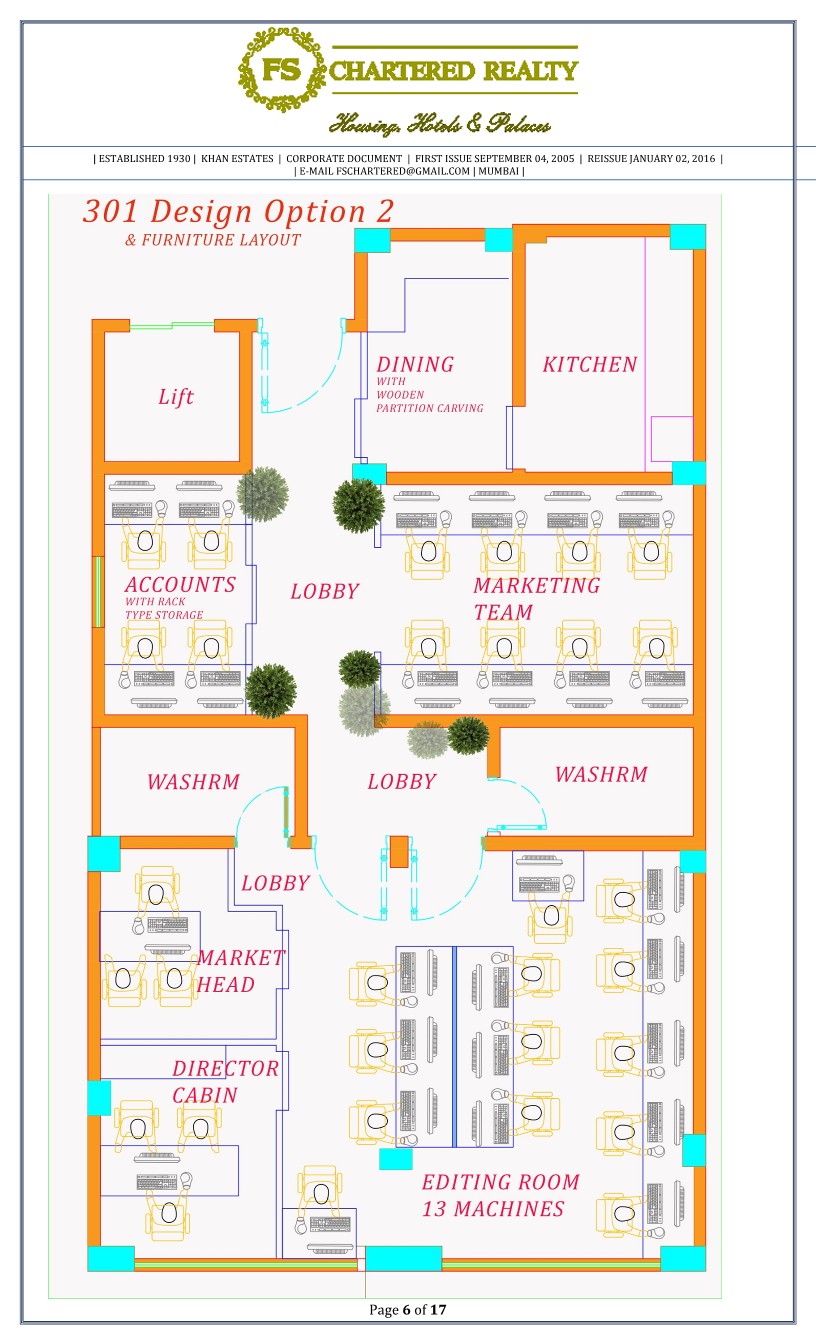 FS CHARTERED REALTY
Housing, Hotels & Palaces
| ESTABLISHED 1930 | KHAN ESTATES | CORPORATE DOCUMENT | FIRST ISSUE SEPTEMBER 04, 2005 | REISSUE JANUARY 02, 2016 |
| E-MAIL FSCHARTERED@GMAIL.COM | MUMBAI |
301 Design Option 2
& FURNITURE LAYOUT
Lift
DINING
WITH
WOODEN
PARTITION CARVING
KITCHEN
ACCOUNTS
WITH RACK
TYPE STORAGE
LOBBY
MARKETING
TEAM
WASHRM
LOBBY
WASHRM
LOBBY
MARKET
HEAD
DIRECTOR
CABIN
EDITING ROOM
13 MACHINES
Page 6 of 17